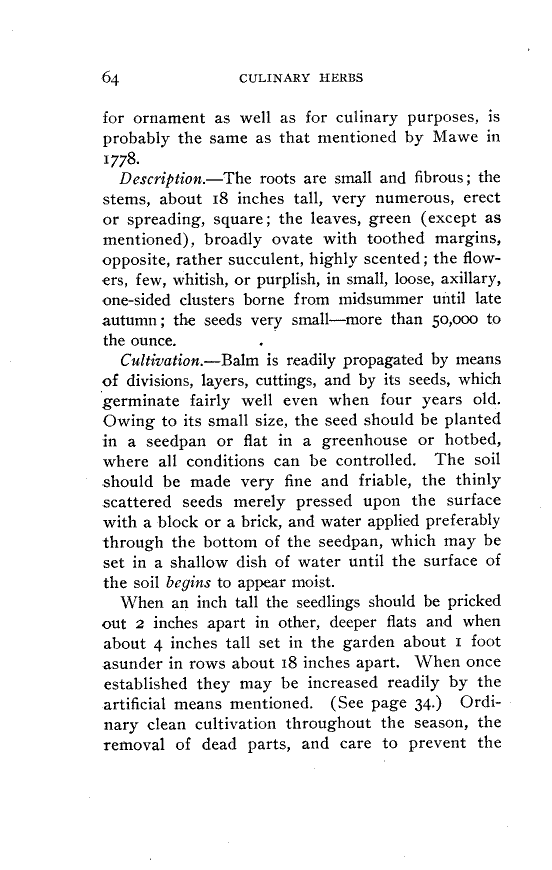 64 CULINARY HERBS
for ornament as well as for culinary purposes, is
probably the same as that mentioned by Mawe in
1778.
Description.—The roots are small and fibrous; the
stems, about 18 inches tall, very numerous, erect
or spreading, square; the leaves, green (except as
mentioned), broadly ovate with toothed margins,
opposite, rather succulent, highly scented; the flow-
ers, few, whitish, or purplish, in small, loose, axillary,
one-sided clusters borne from midsummer until late
autumn; the seeds very small—more than 50,000 to
the ounce.
Cultivation.—Balm is readily propagated by means
of divisions, layers, cuttings, and by its seeds, which
germinate fairly well even when four years old.
Owing to its small size, the seed should be planted
in a seedpan or flat in a greenhouse or hotbed,
where all conditions can be controlled. The soil
should be made very fine and friable, the thinly
scattered seeds merely pressed upon the surface
with a block or a brick, and water applied preferably
through the bottom of the seedpan, which may be
set in a shallow dish of water until the surface of
the soil begins to appear moist.
When an inch tall the seedlings should be pricked
out 2 inches apart in other, deeper flats and when
about 4 inches tall set in the garden about 1 foot
asunder in rows about 18 inches apart. When once
established they may be increased readily by the
artificial means mentioned. (See page 34.) Ordi-
nary clean cultivation throughout the season, the
removal of dead parts, and care to prevent the